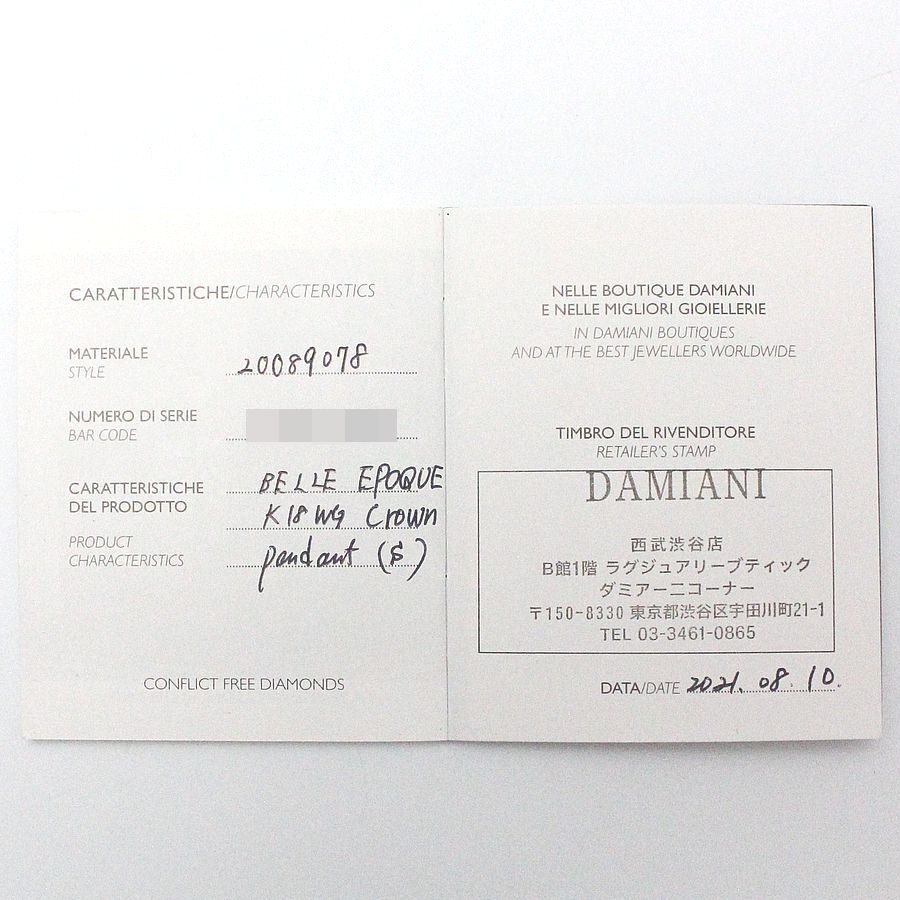 CARATTERISTICHE/CHARACTERISTICS
MATERIALE
STYLE
20089078
NUMERO DI SERIE
BAR CODE
CARATTERISTICHE
DEL PRODOTTO
PRODUCT
CHARACTERISTICS
BELLE EPOQUE
K18 WG Crown
pendant (S)
CONFLICT FREE DIAMONDS
NELLE BOUTIQUE DAMIANI
E NELLE MIGLIORI GIOIELLERIE
IN DAMIANI BOUTIQUES
AND AT THE BEST JEWELLERS WORLDWIDE
TIMBRO DEL RIVENDITORE
RETAILER'S STAMP
DAMIANI
西武渋谷店
B館1階 ラグジュアリーブティック
ダミアーニコーナー
〒150-8330 東京都渋谷区宇田川町21-1
TEL 03-3461-0865
DATA/DATE 2021. 08. 10.